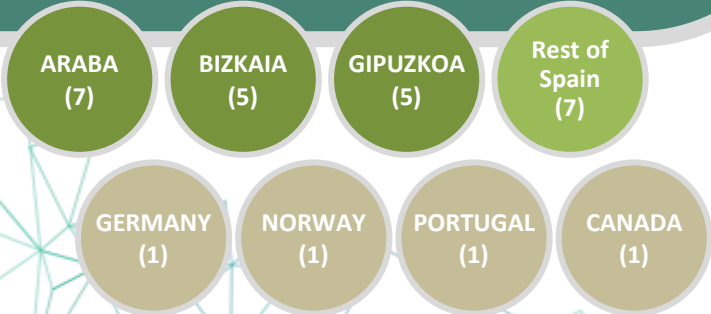 ARABA
(7)
BIZKAIA
(5)
GIPUZKOA
(5)
Rest of
Spain
(7)
GERMANY
(1)
NORWAY
(1)
PORTUGAL
(1)
CANADA
(1)